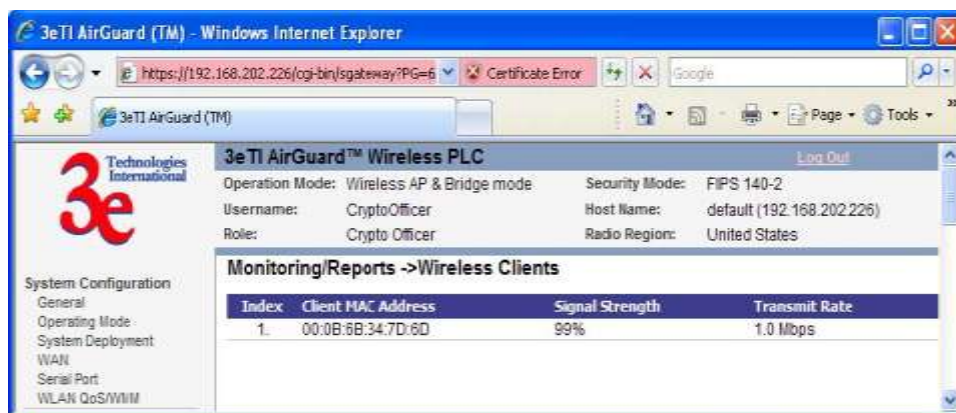 3eTI AirGuard (TM) - Windows Internet Explorer
https://192.168.202.226/cgi-bin/sgateway?PG=6 Certificate Error Google
3eTI AirGuard (TM) Page Tools
3e Technologies International
3eTI AirGuard™ Wireless PLC Log Out
Operation Mode: Wireless AP & Bridge mode Security Mode: FIPS 140-2
Username: CryptoOfficer Host Name: default (192.168.202.226)
Role: Crypto Officer Radio Region: United States
Monitoring/Reports ->Wireless Clients
Index Client MAC Address Signal Strength Transmit Rate
1. 00:0B:6B:34:7D:6D 99% 1.0 Mbps
System Configuration
General
Operating Mode
System Deployment
WAN
Serial Port
WLAN QoS/WMM